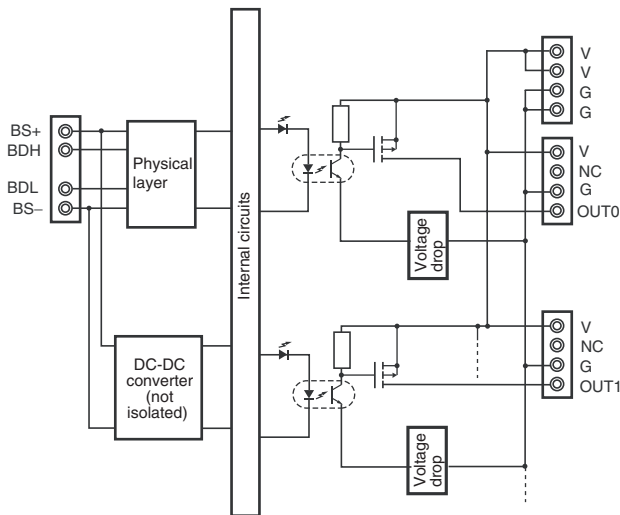 BS+
BDH
BDL
BS–
Physical
layer
DC-DC
converter
(not
isolated)
Internal circuits
Voltage
drop
Voltage
drop
V
V
G
G
V
NC
G
OUT0
V
NC
G
OUT1